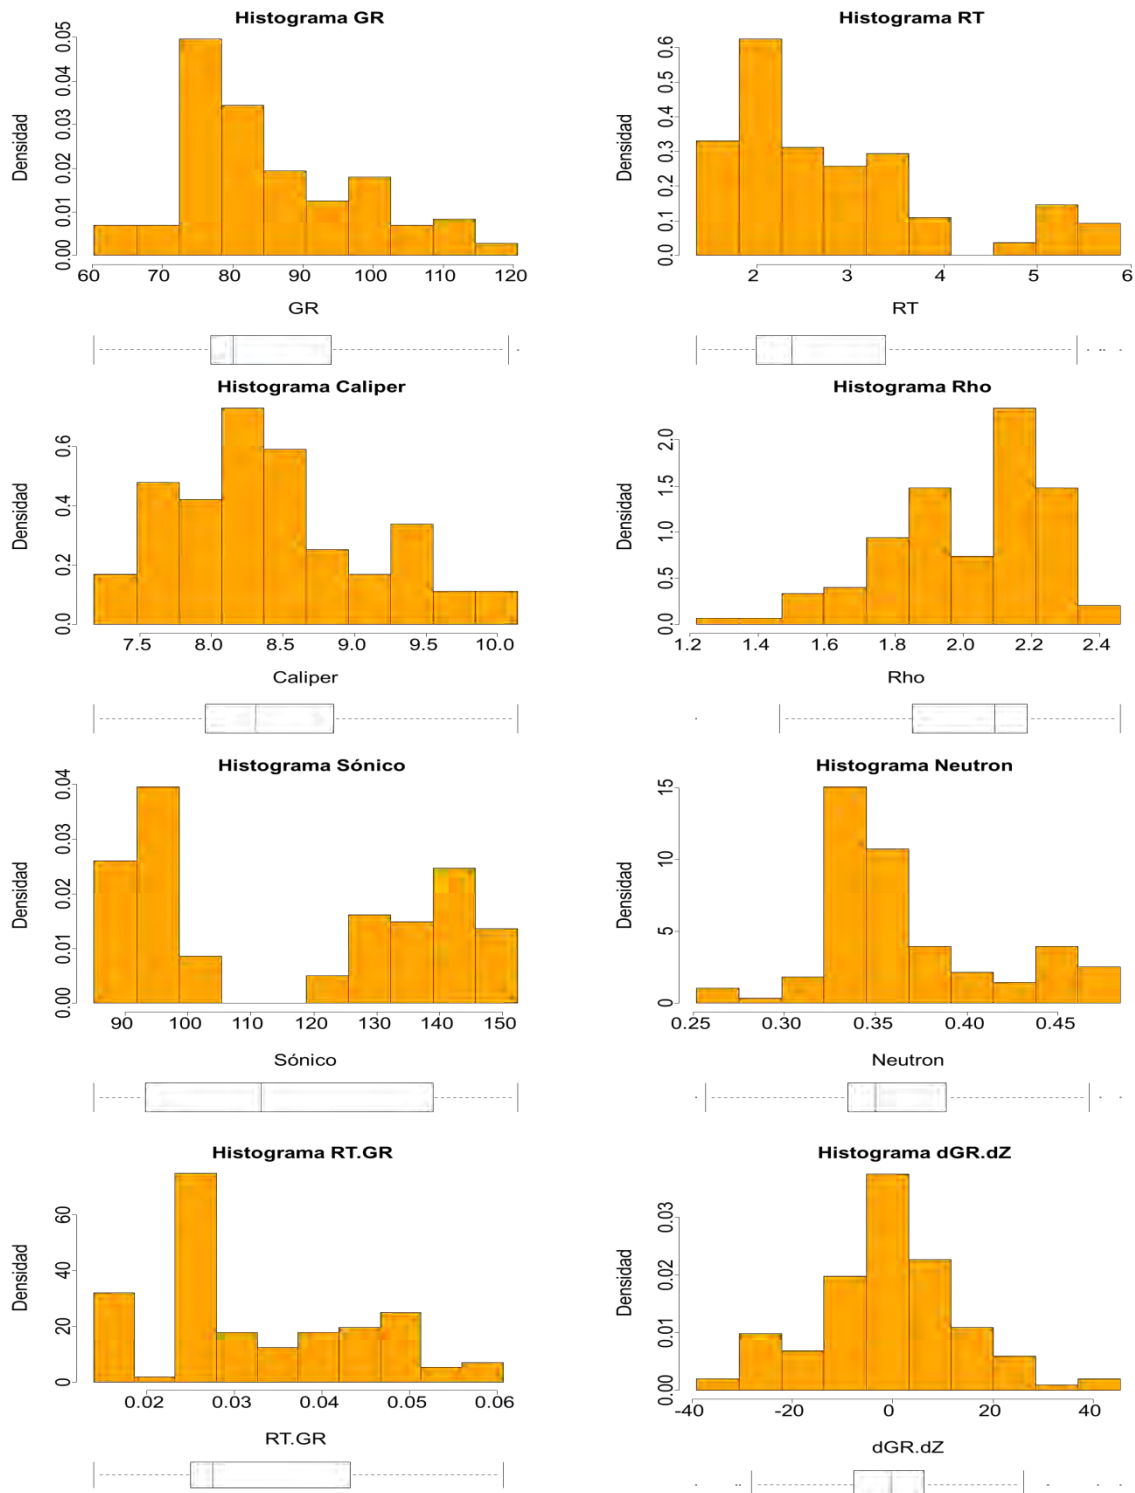 Histograma GR
Densidad
0.00 0.01 0.02 0.03 0.04 0.05
60 70 80 90 100 110 120
GR
Histograma RT
Densidad
0.0 0.1 0.2 0.3 0.4 0.5 0.6
2 3 4 5 6
RT
Histograma Caliper
Densidad
0.0 0.2 0.4 0.6
7.5 8.0 8.5 9.0 9.5 10.0
Caliper
Histograma Rho
Densidad
0.0 0.5 1.0 1.5 2.0
1.2 1.4 1.6 1.8 2.0 2.2 2.4
Rho
Histograma Sónico
Densidad
0.00 0.01 0.02 0.03 0.04
90 100 110 120 130 140 150
Sónico
Histograma Neutron
Densidad
0 5 10 15
0.25 0.30 0.35 0.40 0.45
Neutron
Histograma RT.GR
Densidad
0 20 40 60
0.02 0.03 0.04 0.05 0.06
RT.GR
Histograma dGR.dZ
Densidad
0.00 0.01 0.02 0.03
-40 -20 0 20 40
dGR.dZ